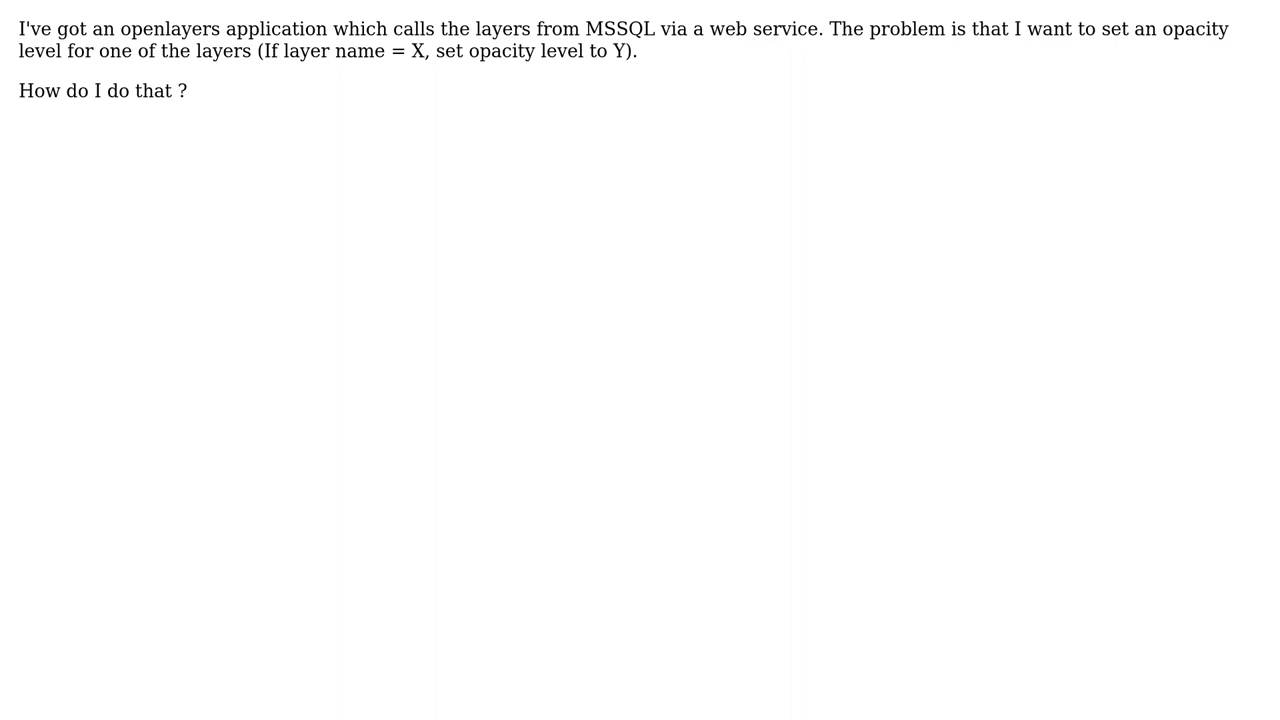 I've got an openlayers application which calls the layers from MSSQL via a web service. The problem is that I want to set an opacity
level for one of the layers (If layer name = X, set opacity level to Y).
How do I do that ?